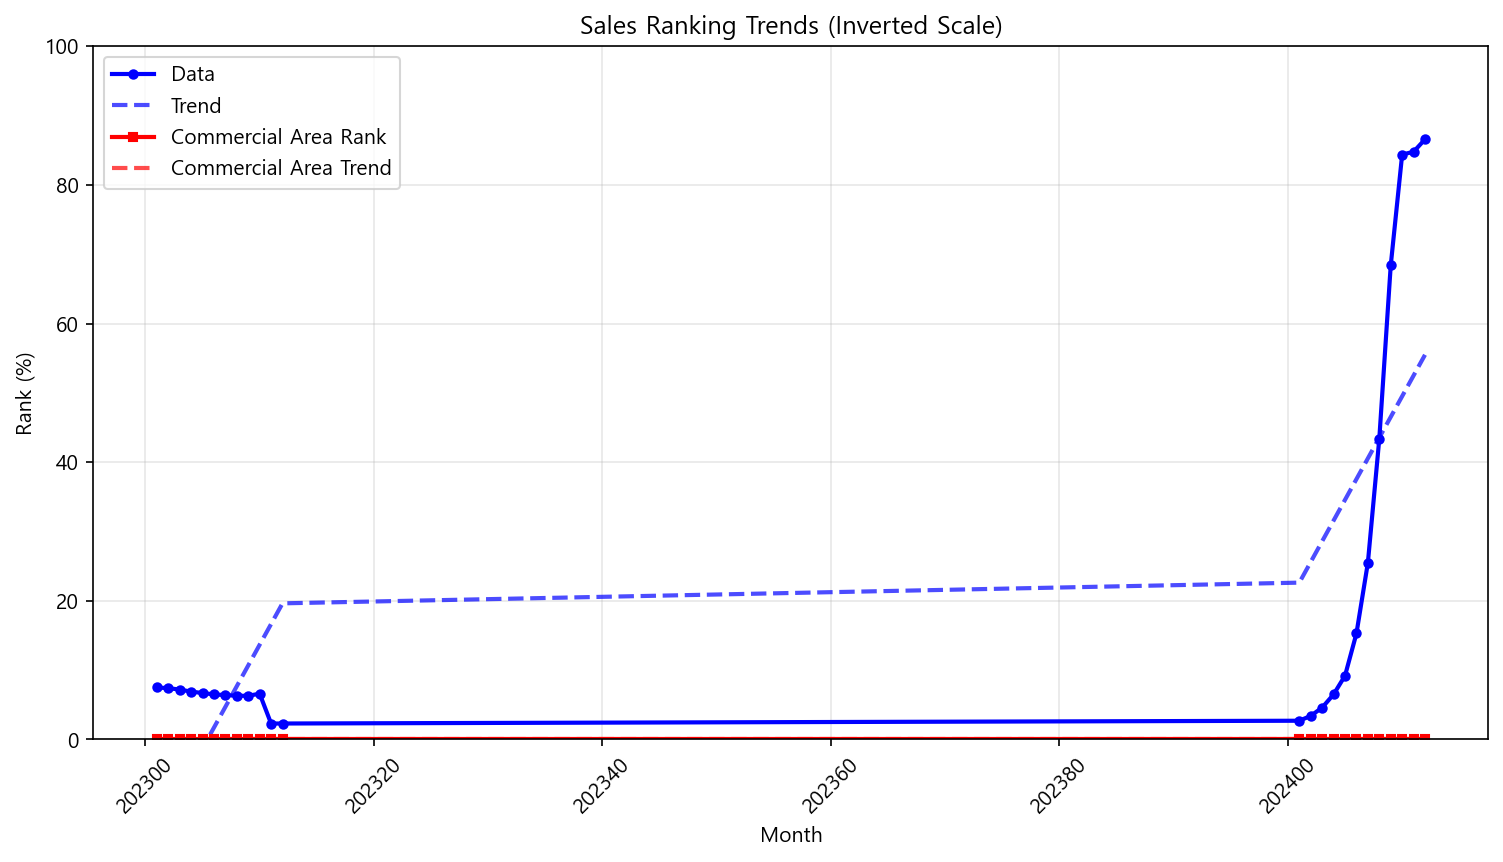 Sales Ranking Trends (Inverted Scale)
100
80
60
40
20
0
Rank (%)
Data
Trend
Commercial Area Rank
Commercial Area Trend
202300
202320
202340
202360
202380
202400
Month